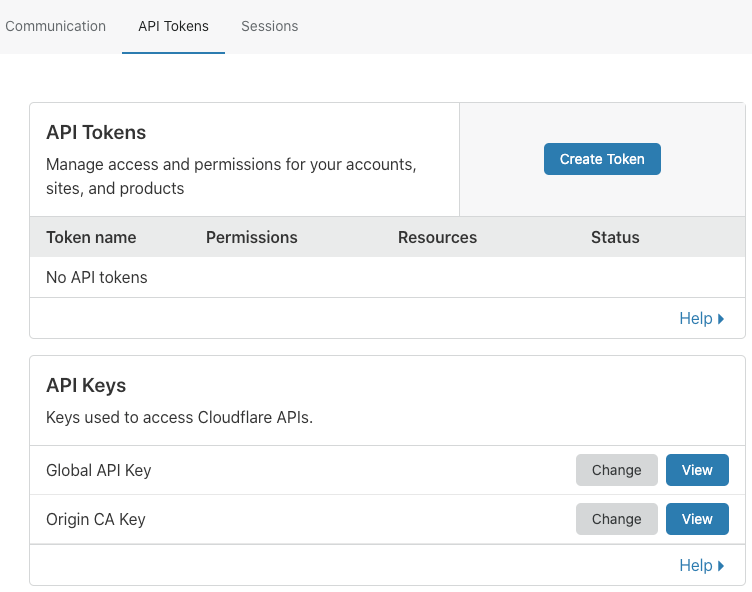 Communication API Tokens Sessions
API Tokens
Manage access and permissions for your accounts,
sites, and products
Create Token
Token name Permissions Resources Status
No API tokens
Help
API Keys
Keys used to access Cloudflare APIs.
Global API Key Change View
Origin CA Key Change View
Help